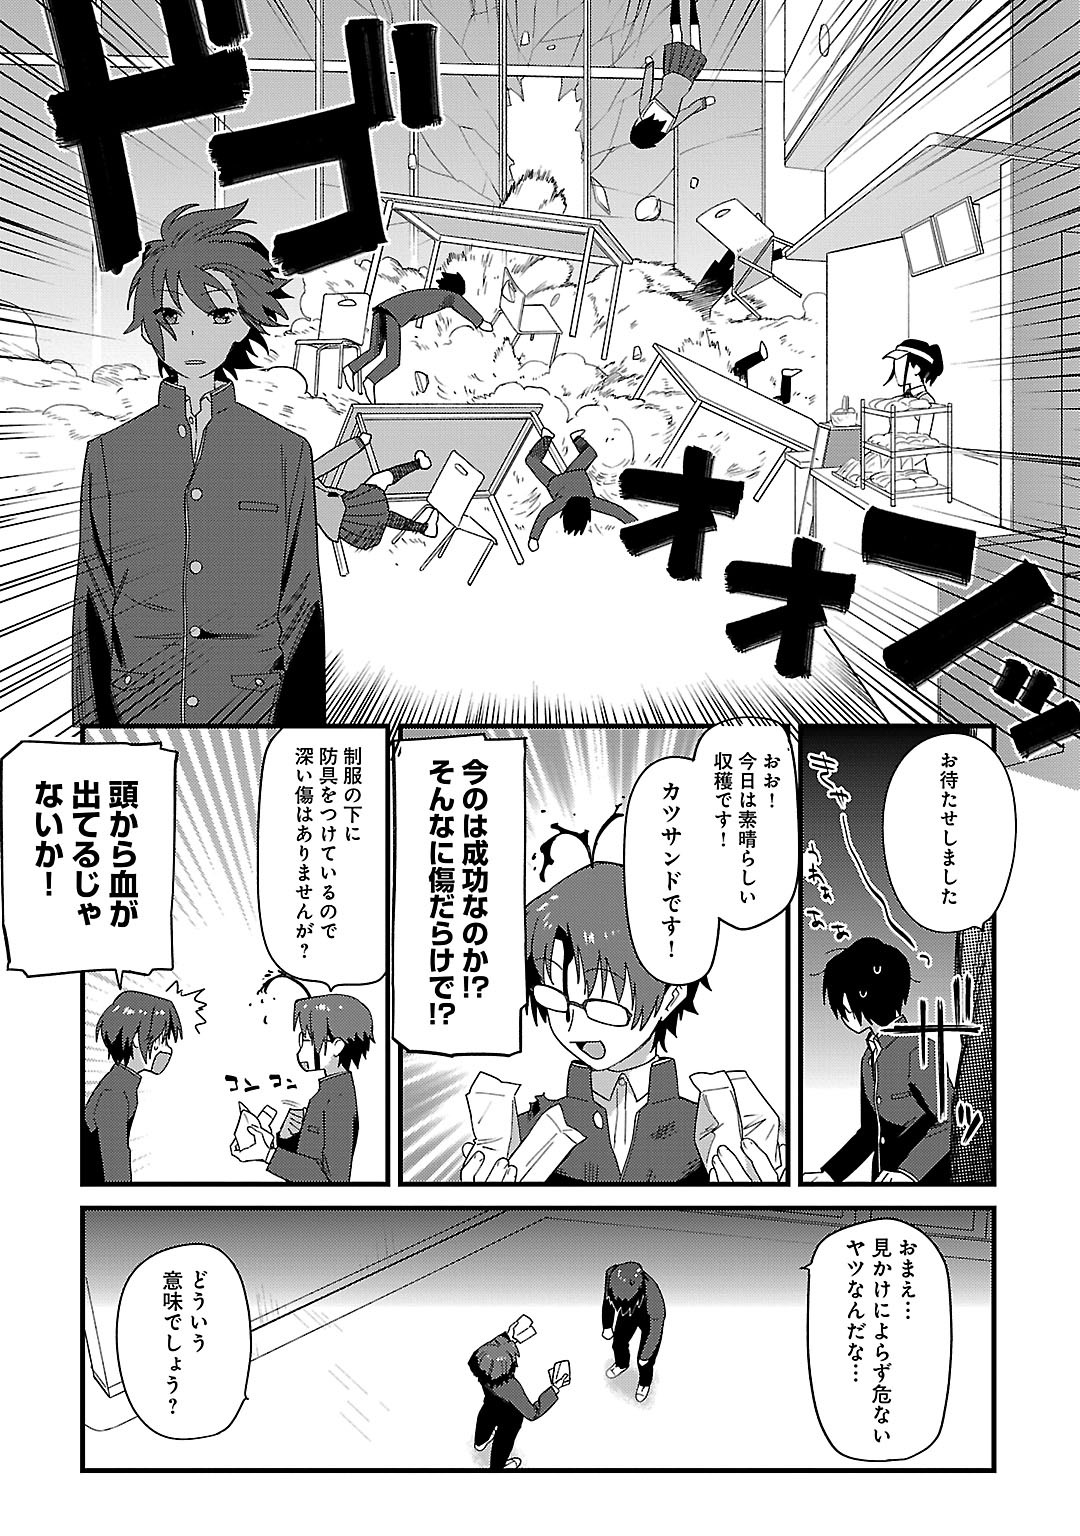 ドゴ
オオオーンッ
お待たせしました
きゃー
ああぁ
ザッ
おお!
今日は素晴らしい
収穫です!
カツサンドです!
今のは成功なのか!?
そんなに傷だらけで!?
制服の下に
防具をつけているので
深い傷はありませんが?
コン
コン
頭から血が
出てるじゃ
ないか!
おまえ…
見かけによらず危ない
ヤツなんだな…
どういう
意味でしょう?